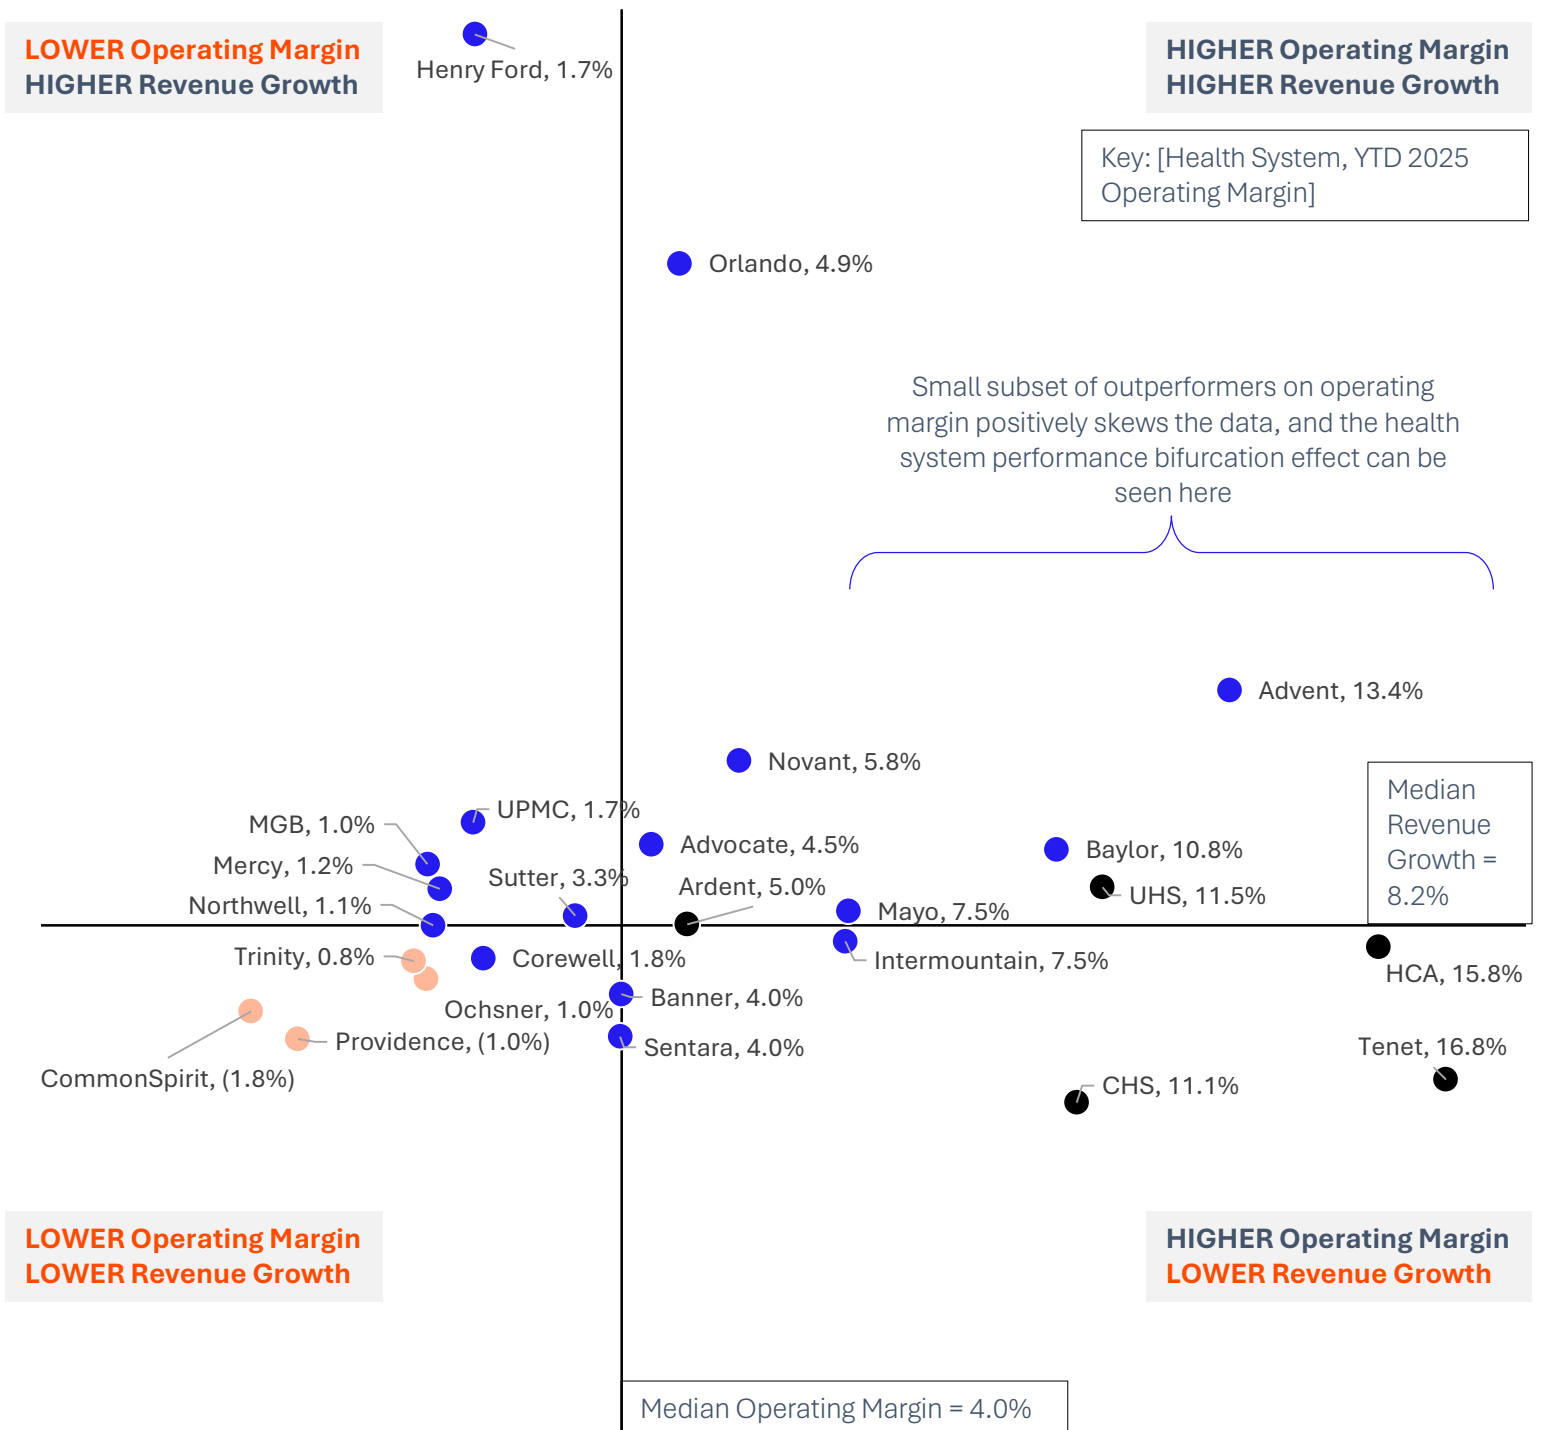 LOWER Operating Margin
HIGHER Revenue Growth
Henry Ford, 1.7%
HIGHER Operating Margin
HIGHER Revenue Growth
Key: [Health System, YTD 2025
Operating Margin]
Orlando, 4.9%
Small subset of outperformers on operating
margin positively skews the data, and the health
system performance bifurcation effect can be
seen here
Advent, 13.4%
Novant, 5.8%
Median
Revenue
Growth =
8.2%
UPMC, 1.7%
MGB, 1.0%
Advocate, 4.5%
Baylor, 10.8%
Mercy, 1.2%
Sutter, 3.3%
Ardent, 5.0%
UHS, 11.5%
Northwell, 1.1%
Mayo, 7.5%
Trinity, 0.8%
Corewell, 1.8%
Intermountain, 7.5%
HCA, 15.8%
Ochsner, 1.0%
Banner, 4.0%
Providence, (1.0%)
Sentara, 4.0%
Tenet, 16.8%
CommonSpirit, (1.8%)
CHS, 11.1%
LOWER Operating Margin
LOWER Revenue Growth
HIGHER Operating Margin
LOWER Revenue Growth
Median Operating Margin = 4.0%